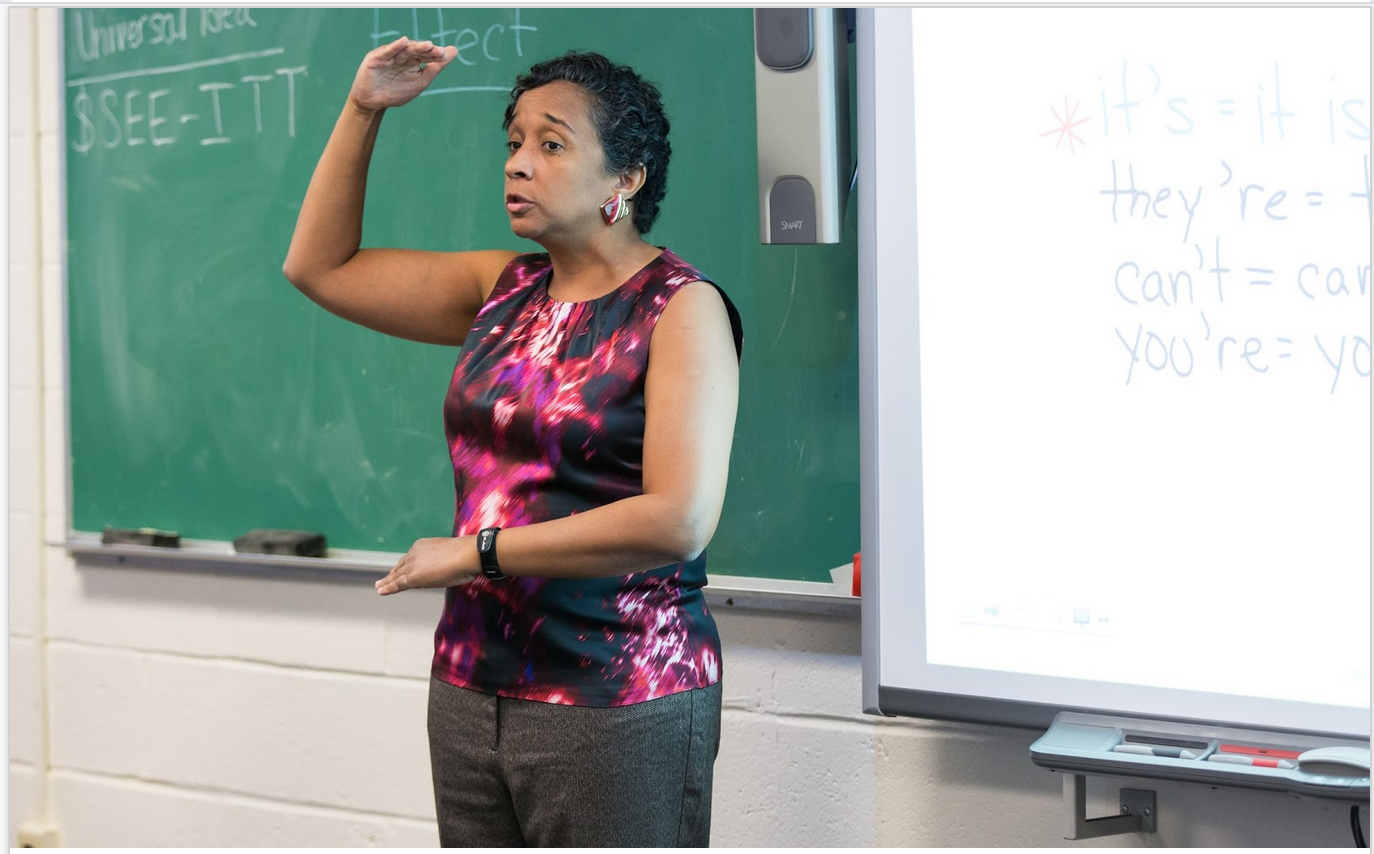 Universal Idea
$SEE-ITT
Effect
SMART
*it's = it is
they're = t
can't = can
you're = yo